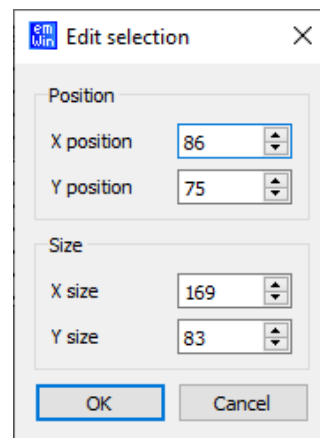 em
Win Edit selection
Position
X position 86
Y position 75
Size
X size 169
Y size 83
OK Cancel